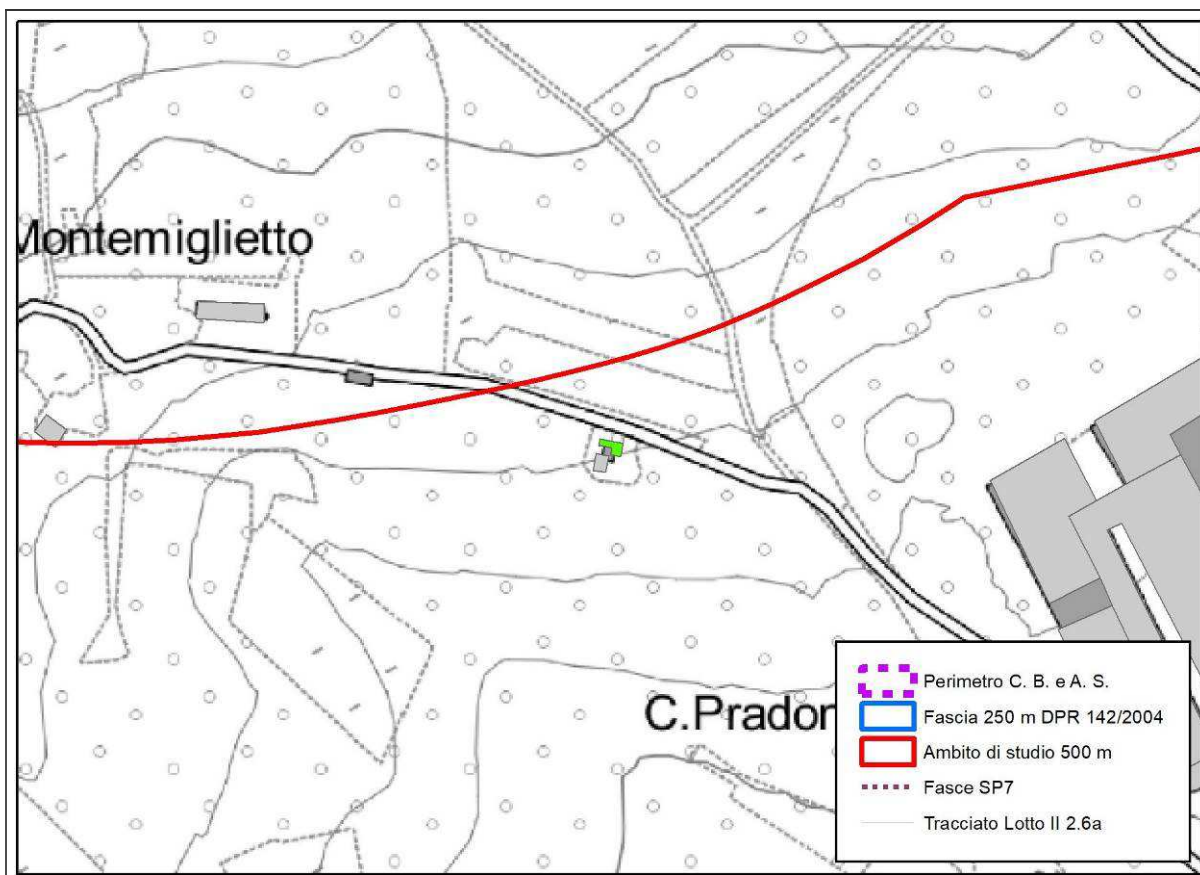 Montemiglietto
C.Pradon
Perimetro C. B. e A. S.
Fascia 250 m DPR 142/2004
Ambito di studio 500 m
Fasce SP7
Tracciato Lotto II 2.6a